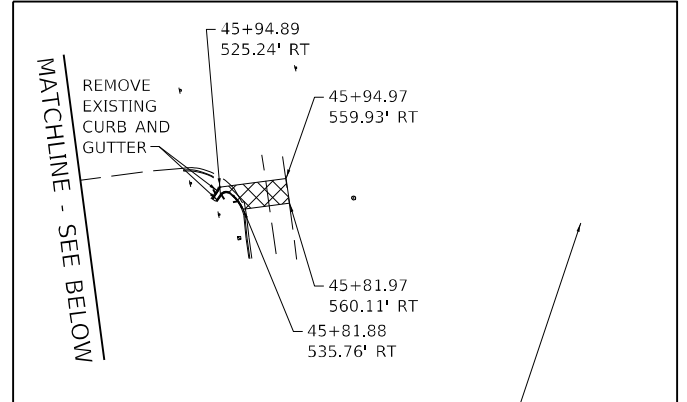 45+94.89
525.24' RT
REMOVE
EXISTING
CURB AND
GUTTER
45+94.97
559.93' RT
MATCHLINE - SEE BELOW
45+81.97
560.11' RT
45+81.88
535.76' RT